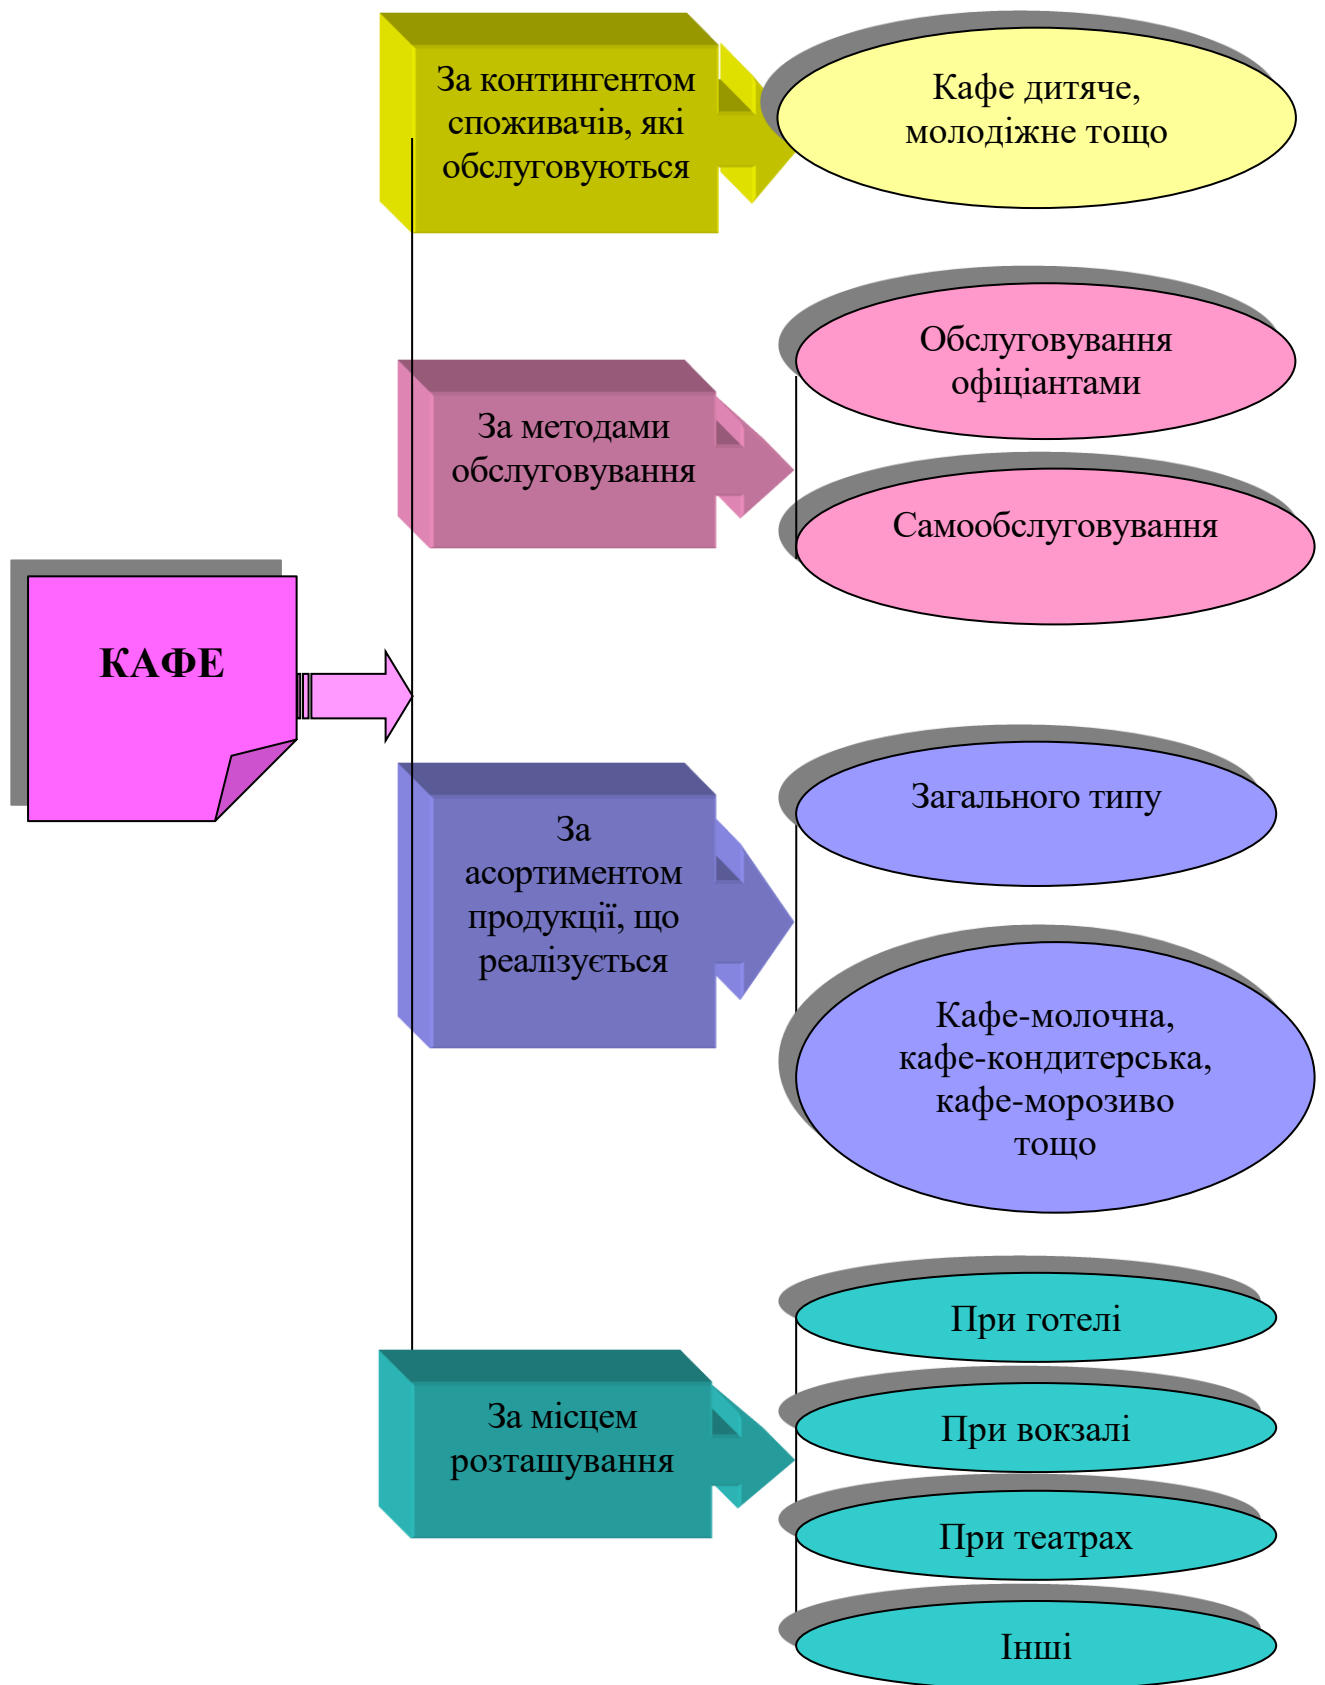 За контингентом
споживачів, які
обслуговуються
Кафе дитяче,
молодіжне тощо
За методами
обслуговування
Обслуговування
офіціантами
Самообслуговування
КАФЕ
За
асортиментом
продукції, що
реалізується
Загального типу
Кафе-молочна,
кафе-кондитерська,
кафе-морозиво
тощо
За місцем
розташування
При готелі
При вокзалі
При театрах
Інші